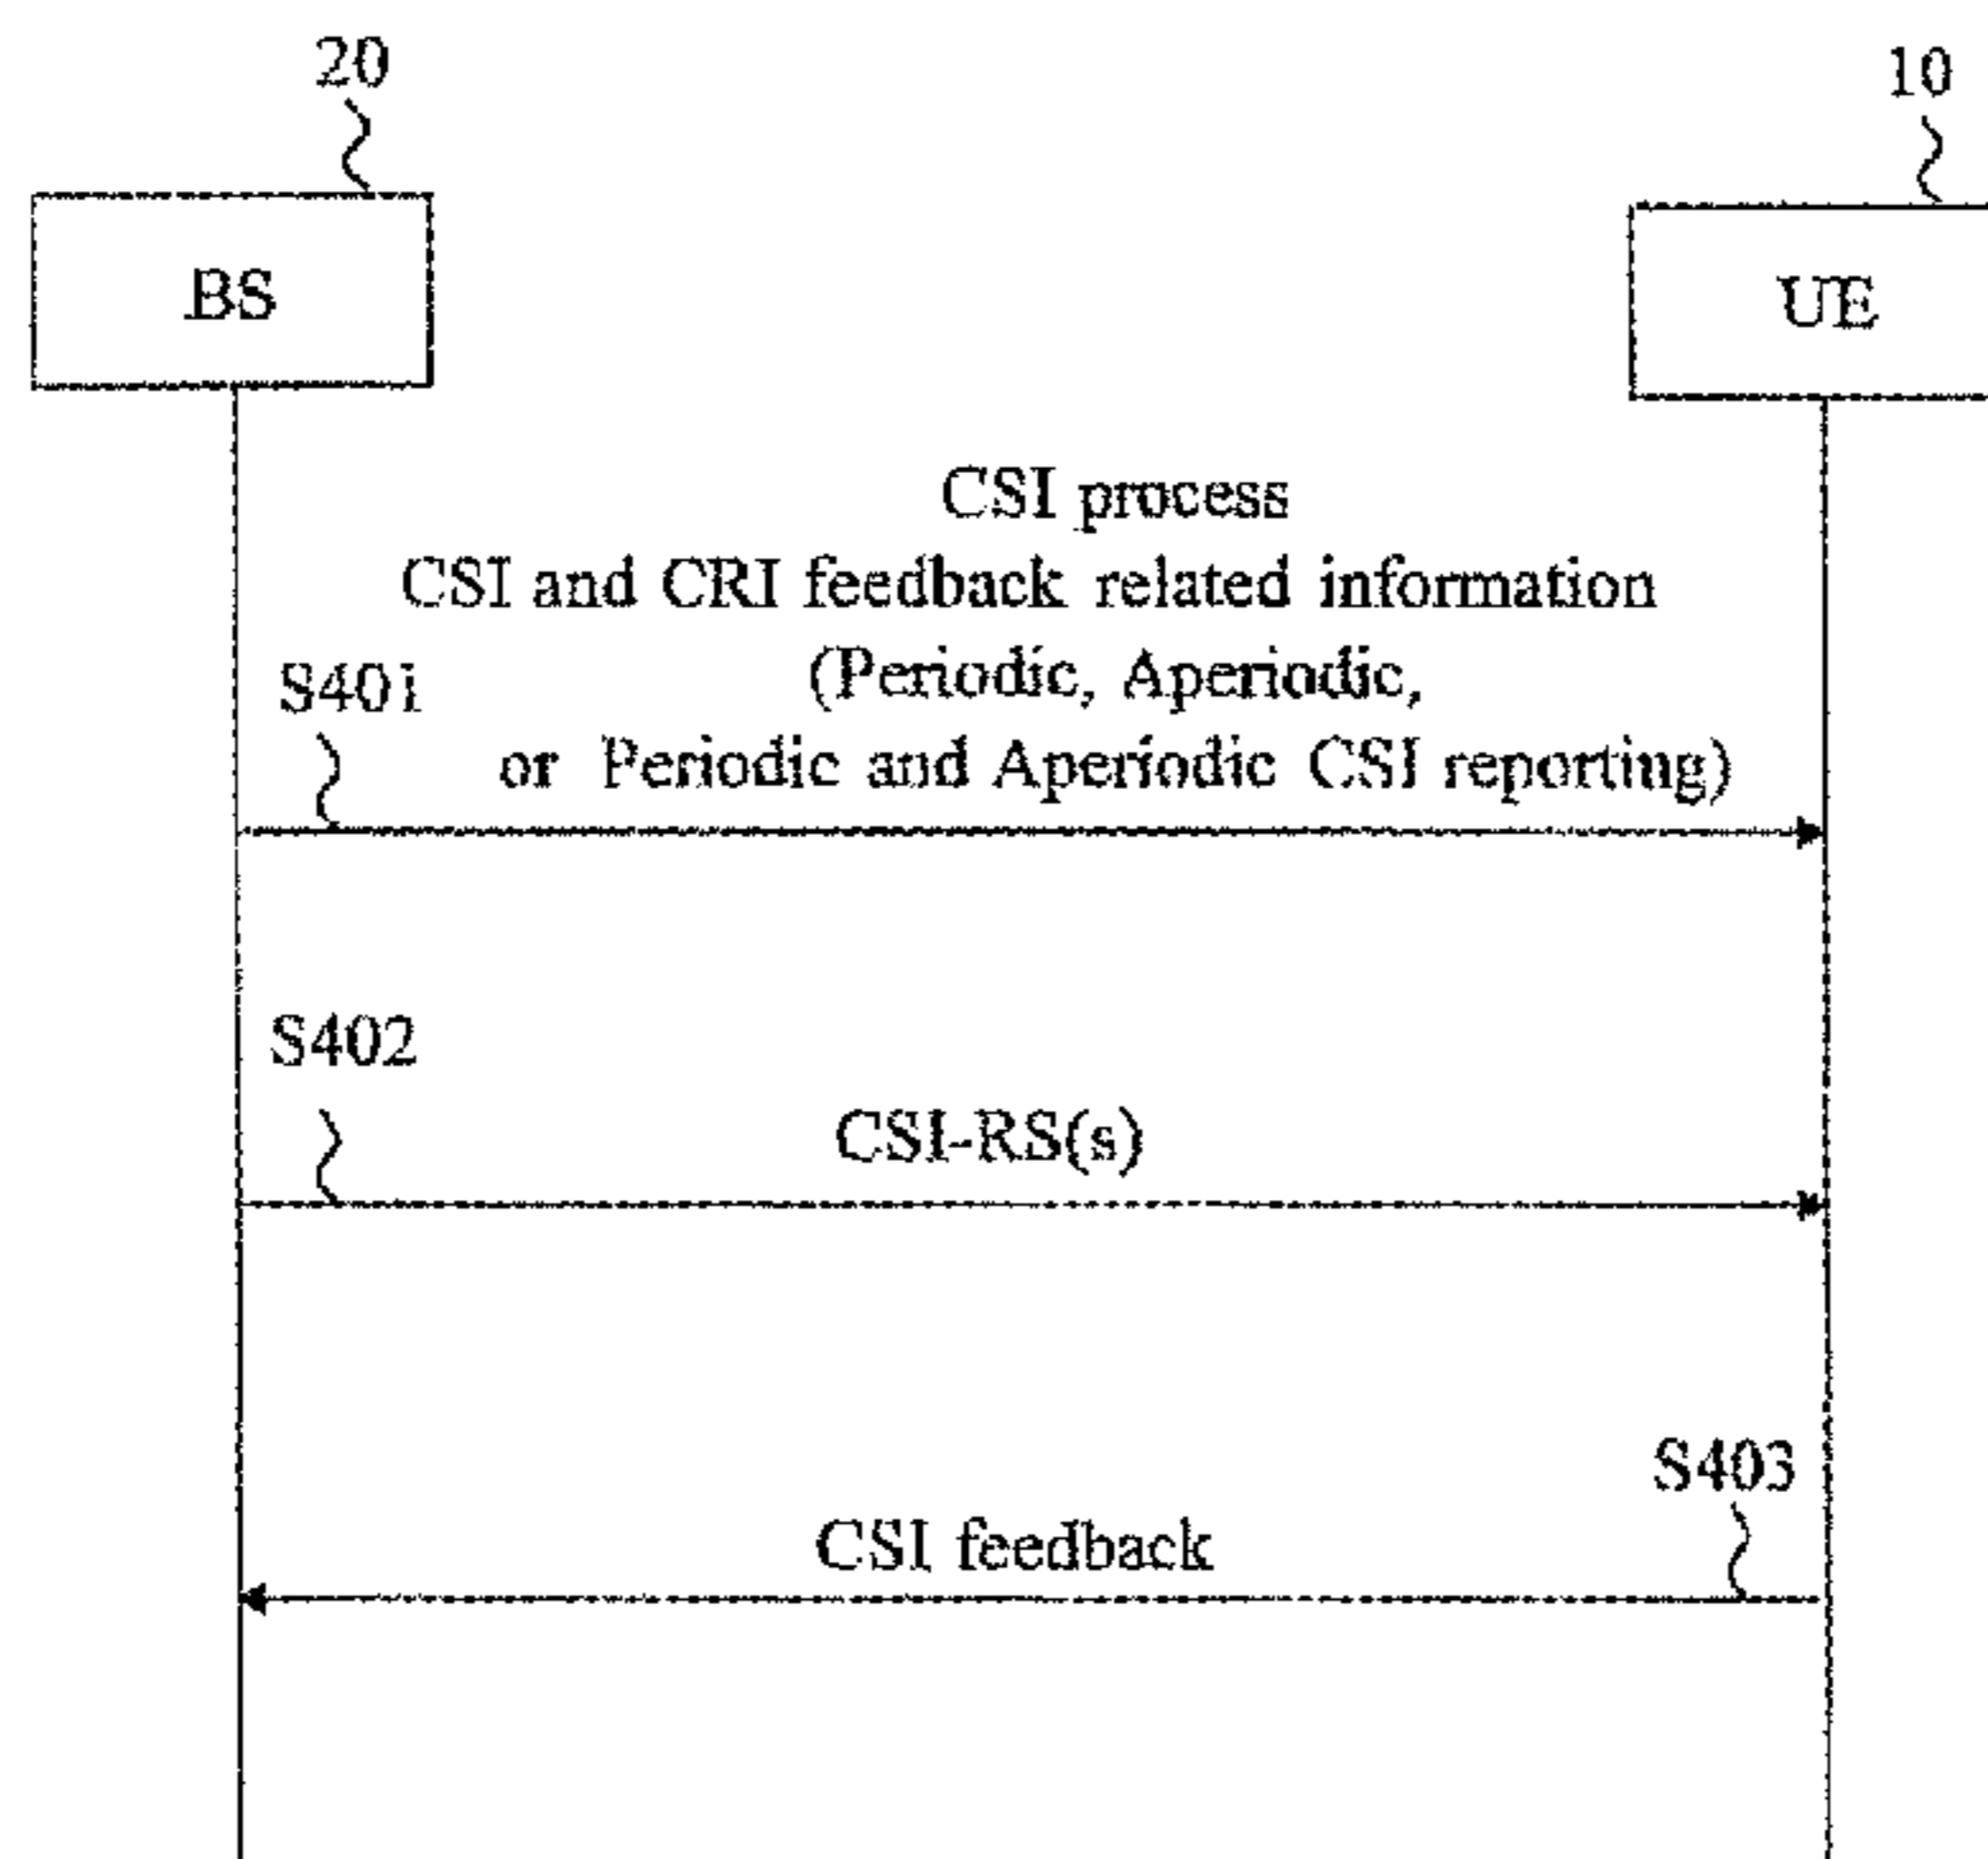 20
10
BS
UE
CSI process
CSI and CRI feedback related information
(Periodic, Aperiodic,
or Periodic and Aperiodic CSI reporting)
S401
S402
CSI-RS(s)
S403
CSI feedback